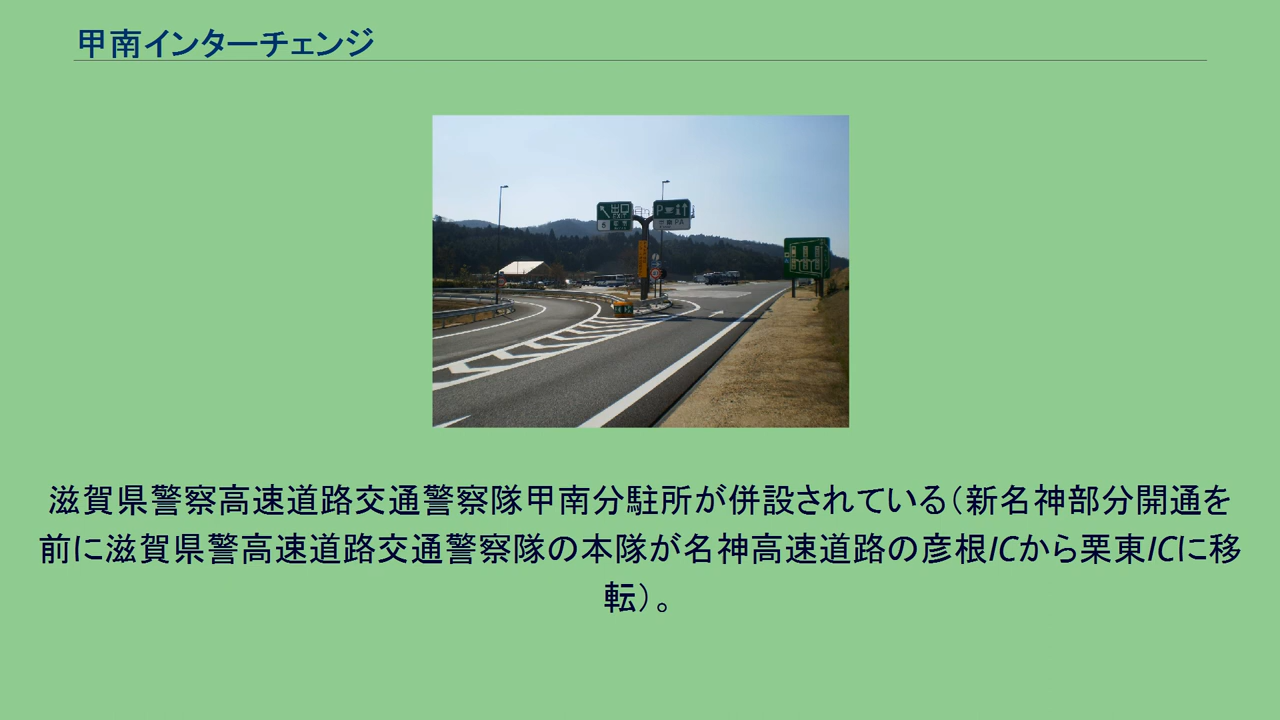 甲南インターチェンジ
出口
EXIT
P
滋賀県警察高速道路交通警察隊甲南分駐所が併設されている（新名神部分開通を
前に滋賀県警高速道路交通警察隊の本隊が名神高速道路の彦根ICから栗東ICに移
転）。